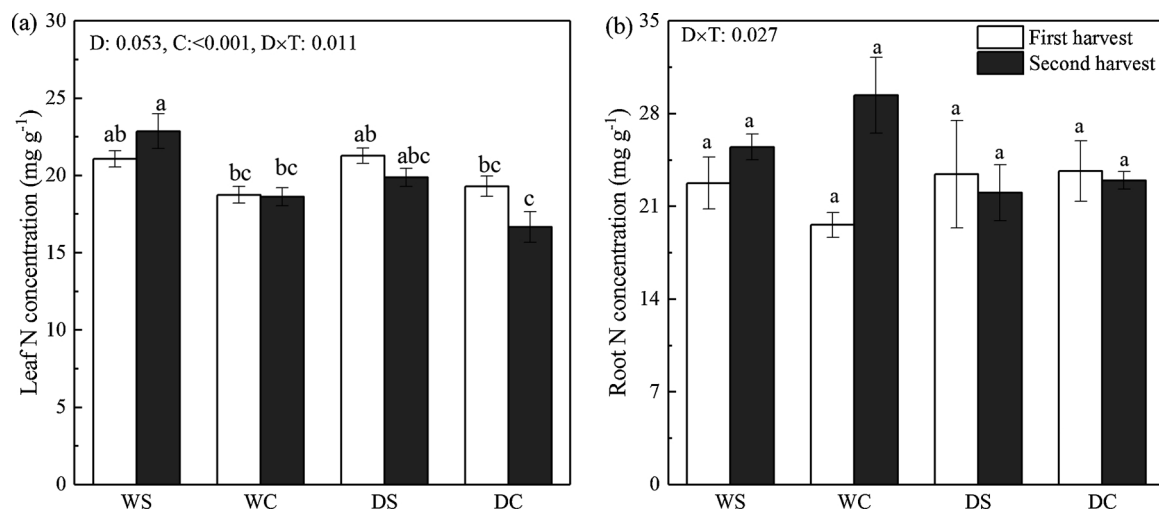 (a)
D: 0.053, C:<0.001, D×T: 0.011
Leaf N concentration (mg g⁻¹)
30
25
20
15
10
5
0
ab
a
bc
bc
ab
abc
bc
c
WS
WC
DS
DC
(b)
D×T: 0.027
First harvest
Second harvest
Root N concentration (mg g⁻¹)
35
28
21
14
7
0
a
a
a
a
a
a
a
a
WS
WC
DS
DC